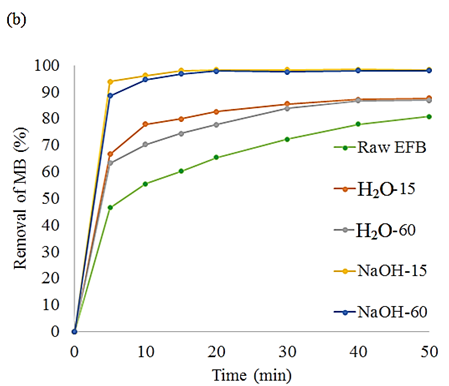 (b)
Removal of MB (%)
100
90
80
70
60
50
40
30
20
10
0
0 10 20 30 40 50
Time (min)
Raw EFB
H₂O-15
H₂O-60
NaOH-15
NaOH-60